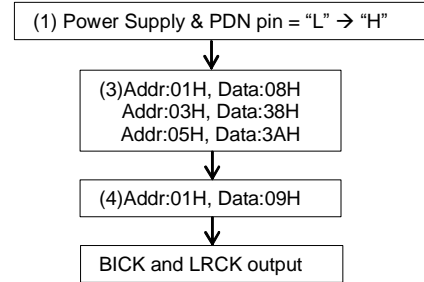 (1) Power Supply & PDN pin = “L” → “H”
(3)Addr:01H, Data:08H
Addr:03H, Data:38H
Addr:05H, Data:3AH
(4)Addr:01H, Data:09H
BICK and LRCK output